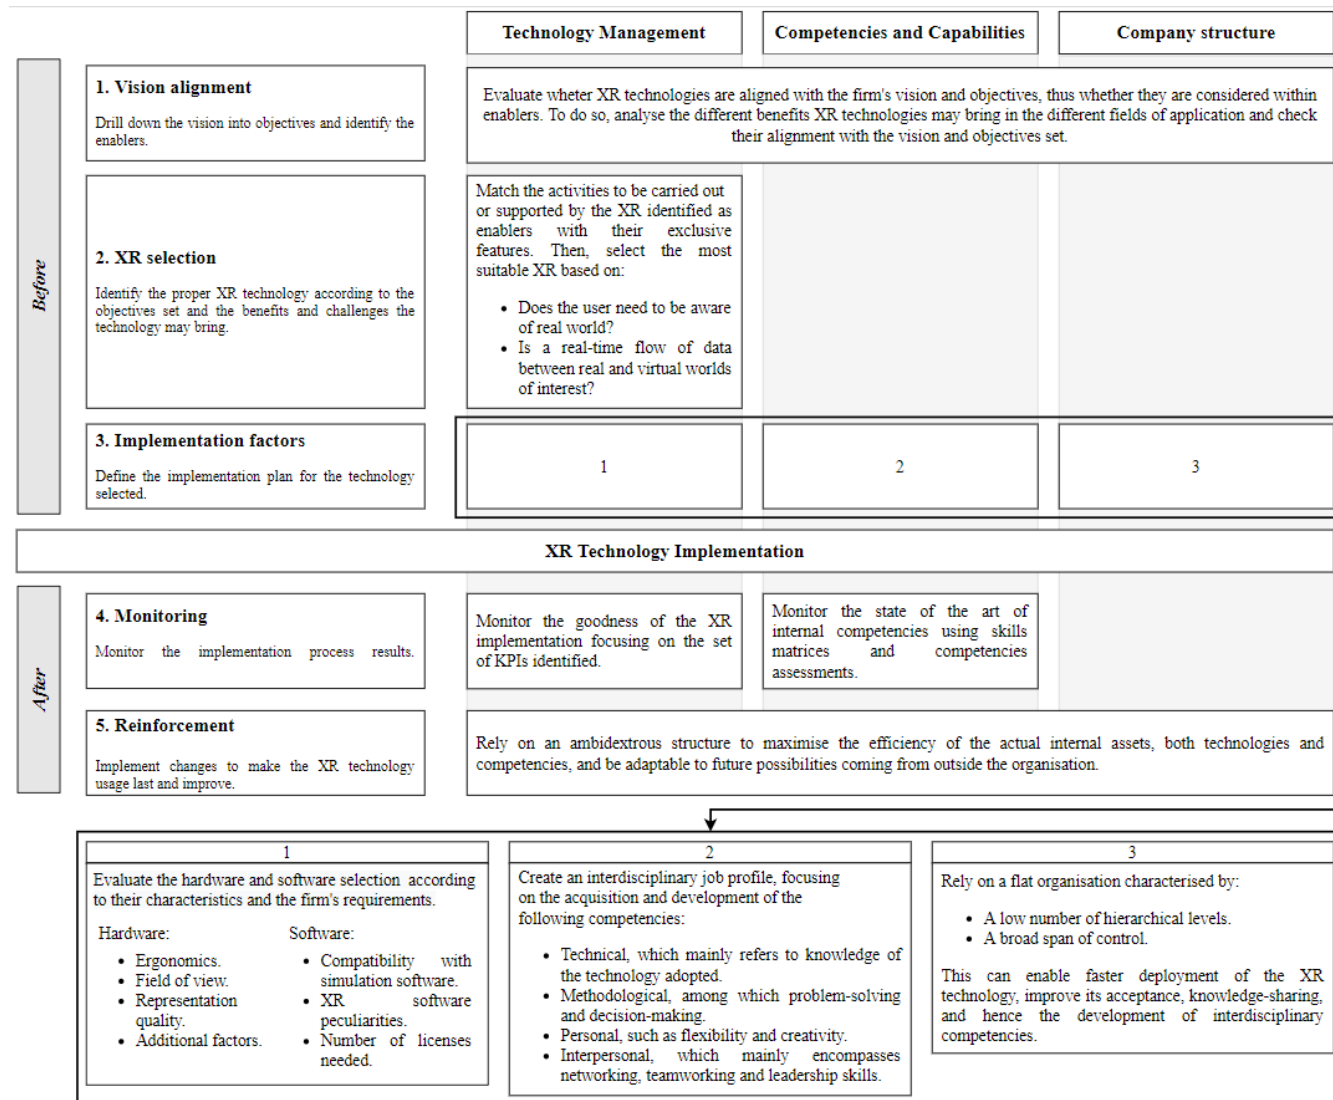 Technology Management
Competencies and Capabilities
Company structure
Before
1. Vision alignment
Drill down the vision into objectives and identify the
enablers.
Evaluate wheter XR technologies are aligned with the firm's vision and objectives, thus whether they are considered within
enablers. To do so, analyse the different benefits XR technologies may bring in the different fields of application and check
their alignment with the vision and objectives set.
2. XR selection
Identify the proper XR technology according to the
objectives set and the benefits and challenges the
technology may bring.
Match the activities to be carried out
or supported by the XR identified as
enablers with their exclusive
features. Then, select the most
suitable XR based on:
• Does the user need to be aware
of real world?
• Is a real-time flow of data
between real and virtual worlds
of interest?
3. Implementation factors
Define the implementation plan for the technology
selected.
1
2
3
XR Technology Implementation
After
4. Monitoring
Monitor the implementation process results.
Monitor the goodness of the XR
implementation focusing on the set
of KPIs identified.
Monitor the state of the art of
internal competencies using skills
matrices and competencies
assessments.
5. Reinforcement
Implement changes to make the XR technology
usage last and improve.
Rely on an ambidextrous structure to maximise the efficiency of the actual internal assets, both technologies and
competencies, and be adaptable to future possibilities coming from outside the organisation.
1
Evaluate the hardware and software selection according
to their characteristics and the firm's requirements.
Hardware:
• Ergonomics.
• Field of view.
• Representation
quality.
• Additional factors.
Software:
• Compatibility with
simulation software.
• XR software
peculiarities.
• Number of licenses
needed.
2
Create an interdisciplinary job profile, focusing
on the acquisition and development of the
following competencies:
• Technical, which mainly refers to knowledge of
the technology adopted.
• Methodological, among which problem-solving
and decision-making.
• Personal, such as flexibility and creativity.
• Interpersonal, which mainly encompasses
networking, teamworking and leadership skills.
3
Rely on a flat organisation characterised by:
• A low number of hierarchical levels.
• A broad span of control.
This can enable faster deployment of the XR
technology, improve its acceptance, knowledge-sharing,
and hence the development of interdisciplinary
competencies.